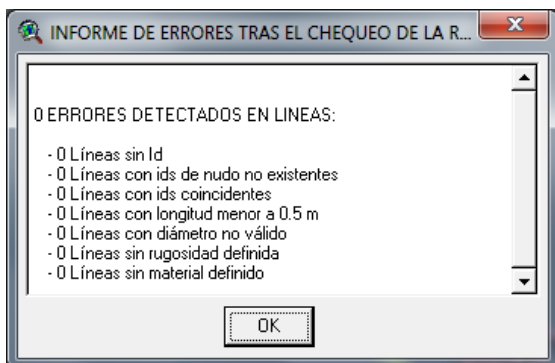 INFORME DE ERRORES TRAS EL CHEQUEO DE LA R...
0 ERRORES DETECTADOS EN LINEAS:
- 0 Líneas sin Id
- 0 Líneas con ids de nudo no existentes
- 0 Líneas con ids coincidentes
- 0 Líneas con longitud menor a 0.5 m
- 0 Líneas con diámetro no válido
- 0 Líneas sin rugosidad definida
- 0 Líneas sin material definido
OK